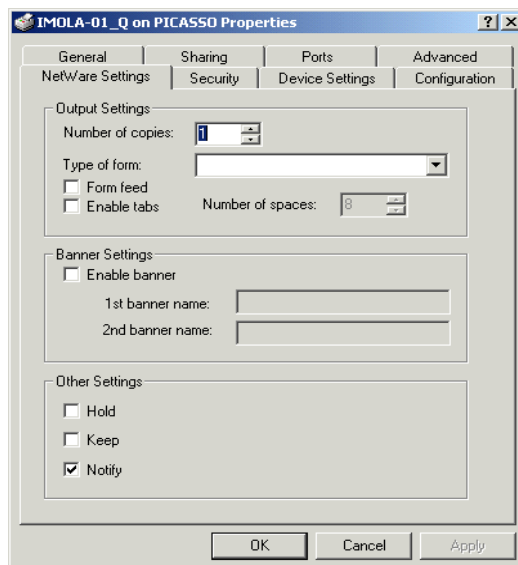 IMOLA-01_Q on PICASSO Properties
General Sharing Ports Advanced
NetWare Settings Security Device Settings Configuration
Output Settings
Number of copies: 1
Type of form:
Form feed
Enable tabs Number of spaces: 8
Banner Settings
Enable banner
1st banner name:
2nd banner name:
Other Settings
Hold
Keep
Notify
OK Cancel Apply